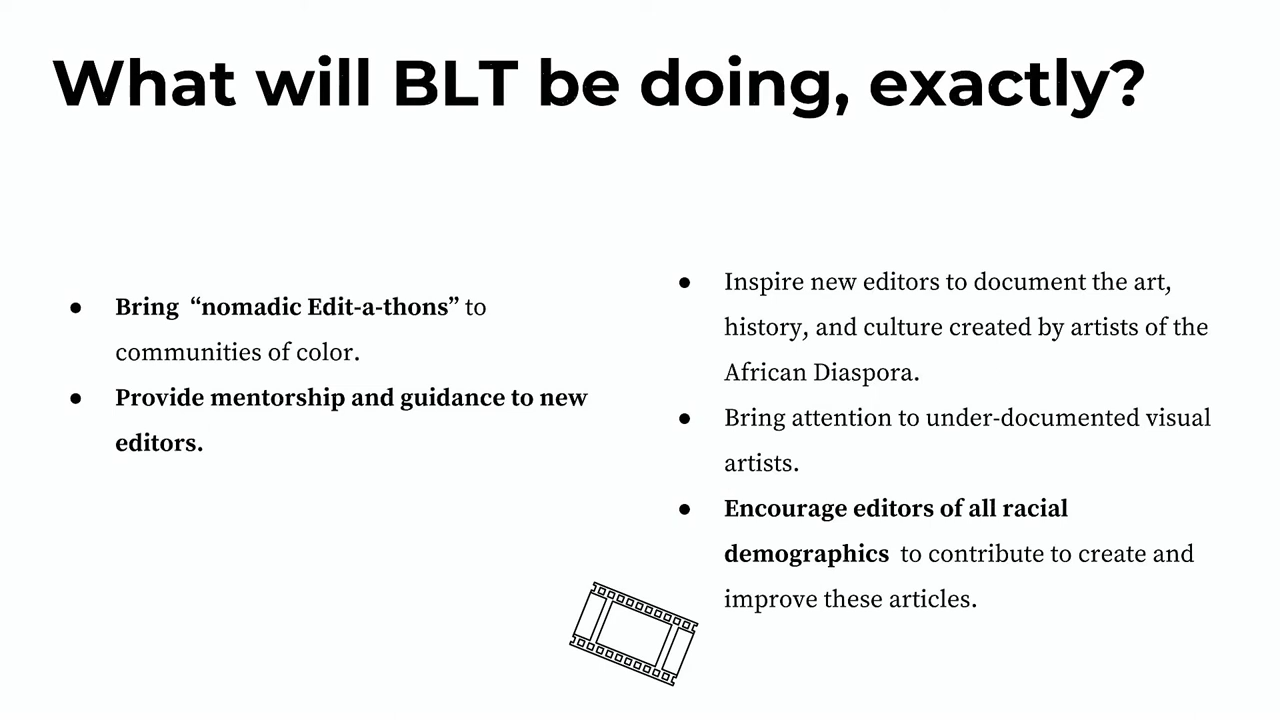 What will BLT be doing, exactly?
● Bring “nomadic Edit-a-thons” to
communities of color.
● Provide mentorship and guidance to new
editors.
● Inspire new editors to document the art,
history, and culture created by artists of the
African Diaspora.
● Bring attention to under-documented visual
artists.
● Encourage editors of all racial
demographics to contribute to create and
improve these articles.